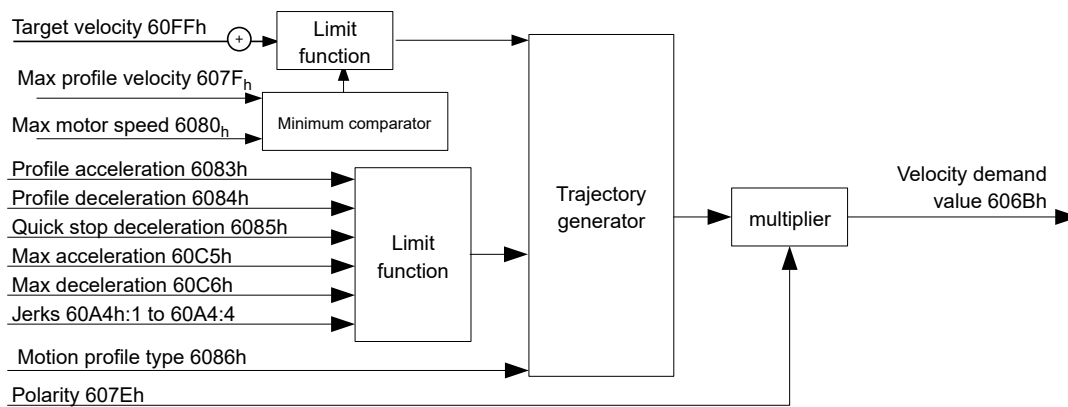 Target velocity 60FFh
+
Limit
function
Max profile velocity 607Fh
Minimum comparator
Max motor speed 6080h
Profile acceleration 6083h
Profile deceleration 6084h
Quick stop deceleration 6085h
Max acceleration 60C5h
Max deceleration 60C6h
Jerks 60A4h:1 to 60A4:4
Limit
function
Motion profile type 6086h
Polarity 607Eh
Trajectory
generator
multiplier
Velocity demand
value 606Bh